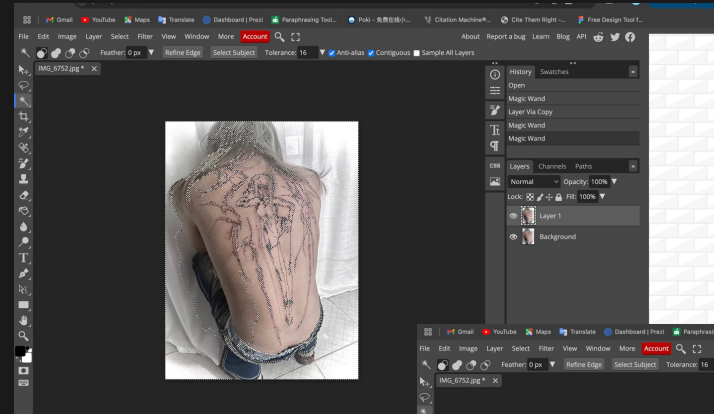 Gmail YouTube Maps Translate Dashboard | Prezi Paraphrasing Tool... Poki - 免费在线小... Citation Machine®... Cite Them Right -... Free Design Tool f...
File Edit Image Layer Select Filter View Window More Account About Report a bug Learn Blog API
Feather: 0 px Refine Edge Select Subject Tolerance: 16 Anti-alias Contiguous Sample All Layers
IMG_6752.jpg *
History Swatches
Open
Magic Wand
Layer Via Copy
Magic Wand
Magic Wand
CSS
Layers Channels Paths
Normal Opacity: 100%
Lock: Fill: 100%
Layer 1
Background
Gmail YouTube Maps Translate Dashboard | Prezi Paraphrasi
File Edit Image Layer Select Filter View Window More Account
Feather: 0 px Refine Edge Select Subject Tolerance: 16
IMG_6752.jpg *